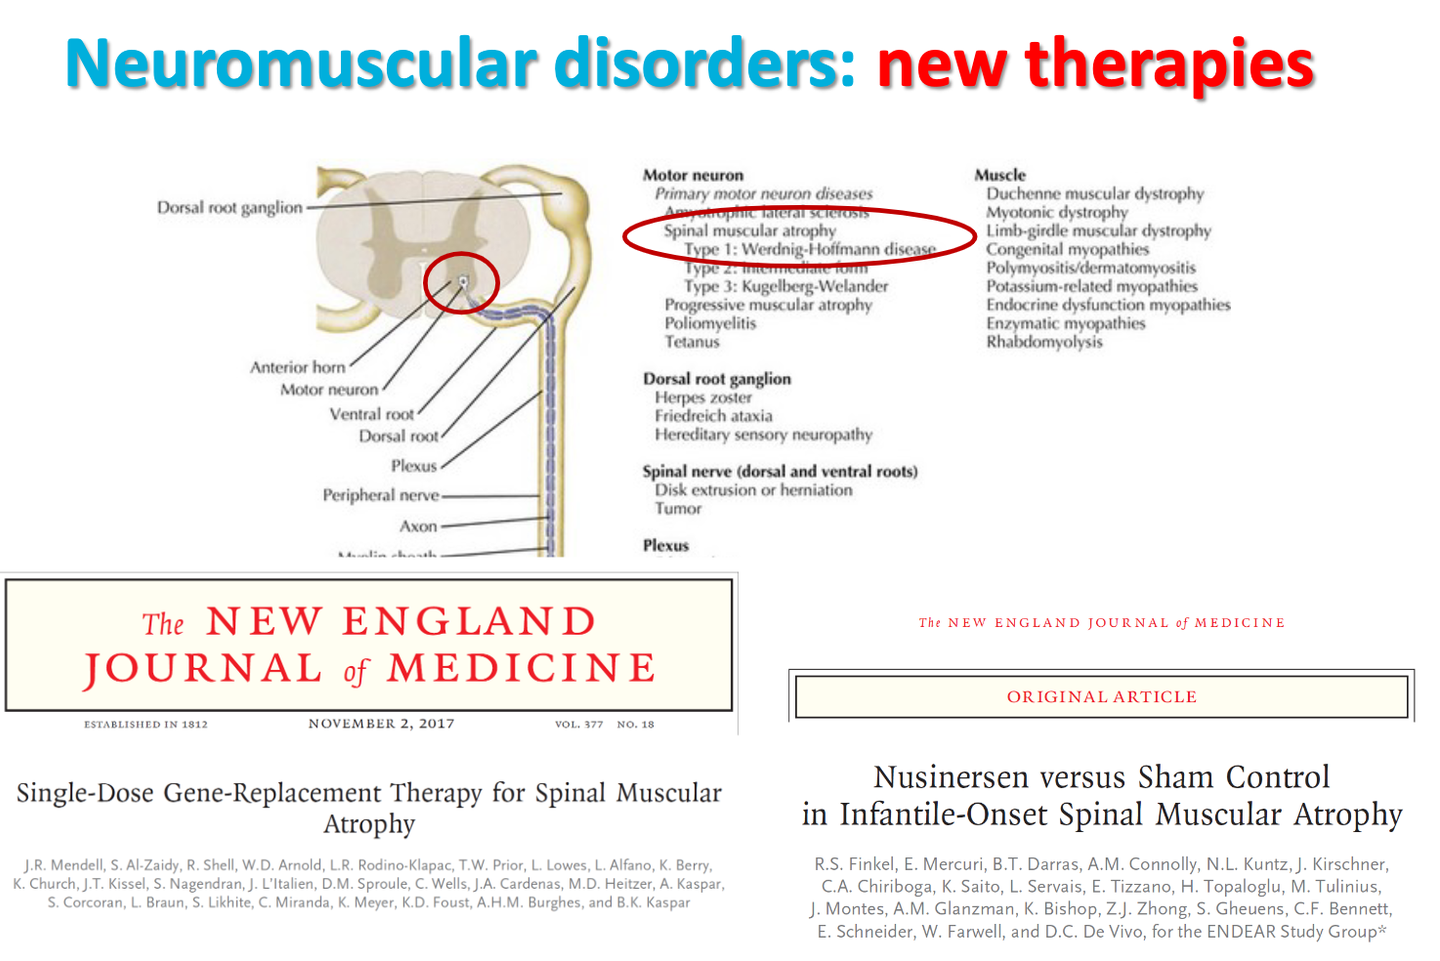 Neuromuscular disorders: new therapies
Dorsal root ganglion
Anterior horn
Motor neuron
Ventral root
Dorsal root
Plexus
Peripheral nerve
Axon
Myelin sheath
Motor neuron
Primary motor neuron diseases
Amyotrophic lateral sclerosis
Spinal muscular atrophy
Type 1: Werdnig-Hoffmann disease
Type 2: Intermediate form
Type 3: Kugelberg-Welander
Progressive muscular atrophy
Poliomyelitis
Tetanus
Dorsal root ganglion
Herpes zoster
Friedreich ataxia
Hereditary sensory neuropathy
Spinal nerve (dorsal and ventral roots)
Disk extrusion or herniation
Tumor
Plexus
Muscle
Duchenne muscular dystrophy
Myotonic dystrophy
Limb-girdle muscular dystrophy
Congenital myopathies
Polymyositis/dermatomyositis
Potassium-related myopathies
Endocrine dysfunction myopathies
Enzymatic myopathies
Rhabdomyolysis
The NEW ENGLAND
JOURNAL of MEDICINE
ESTABLISHED IN 1812 NOVEMBER 2, 2017 VOL. 377 NO. 18
Single-Dose Gene-Replacement Therapy for Spinal Muscular
Atrophy
J.R. Mendell, S. Al-Zaidy, R. Shell, W.D. Arnold, L.R. Rodino-Klapac, T.W. Prior, L. Lowes, L. Alfano, K. Berry,
K. Church, J.T. Kissel, S. Nagendran, J. L'Italien, D.M. Sproule, C. Wells, J.A. Cardenas, M.D. Heitzer, A. Kaspar,
S. Corcoran, L. Braun, S. Likhite, C. Miranda, K. Meyer, K.D. Foust, A.H.M. Burghes, and B.K. Kaspar
The NEW ENGLAND JOURNAL of MEDICINE
ORIGINAL ARTICLE
Nusinersen versus Sham Control
in Infantile-Onset Spinal Muscular Atrophy
R.S. Finkel, E. Mercuri, B.T. Darras, A.M. Connolly, N.L. Kuntz, J. Kirschner,
C.A. Chiriboga, K. Saito, L. Servais, E. Tizzano, H. Topaloglu, M. Tulinius,
J. Montes, A.M. Glanzman, K. Bishop, Z.J. Zhong, S. Gheuens, C.F. Bennett,
E. Schneider, W. Farwell, and D.C. De Vivo, for the ENDEAR Study Group*